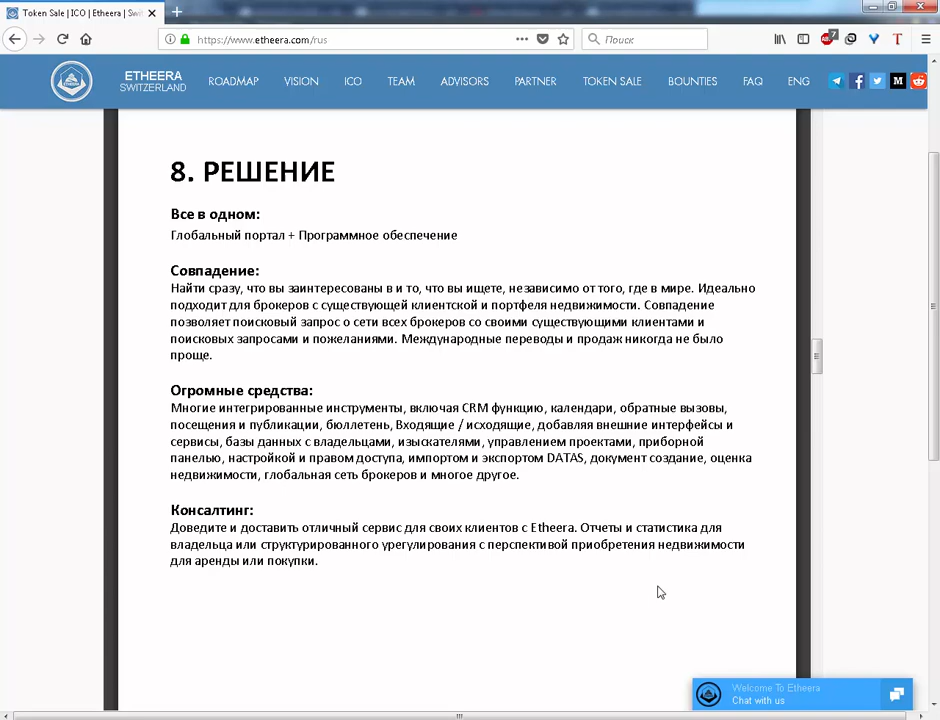 Token Sale | ICO | Etheera | Swi
https://www.etheera.com/rus
Поиск
7
ETHEERA
SWITZERLAND
ROADMAP VISION ICO TEAM ADVISORS PARTNER TOKEN SALE BOUNTIES FAQ ENG
8. РЕШЕНИЕ
Все в одном:
Глобальный портал + Программное обеспечение
Совпадение:
Найти сразу, что вы заинтересованы в и то, что вы ищете, независимо от того, где в мире. Идеально
подходит для брокеров с существующей клиентской и портфеля недвижимости. Совпадение
позволяет поисковый запрос о сети всех брокеров со своими существующими клиентами и
поисковых запросами и пожеланиями. Международные переводы и продаж никогда не было
проще.
Огромные средства:
Многие интегрированные инструменты, включая CRM функцию, календари, обратные вызовы,
посещения и публикации, бюллетень, Входящие / исходящие, добавляя внешние интерфейсы и
сервисы, базы данных с владельцами, изыскателями, управлением проектами, приборной
панелью, настройкой и правом доступа, импортом и экспортом DATAS, документ создание, оценка
недвижимости, глобальная сеть брокеров и многое другое.
Консалтинг:
Доведите и доставить отличный сервис для своих клиентов с Etheera. Отчеты и статистика для
владельца или структурированного урегулирования с перспективой приобретения недвижимости
для аренды или покупки.
Welcome To Etheera
Chat with us